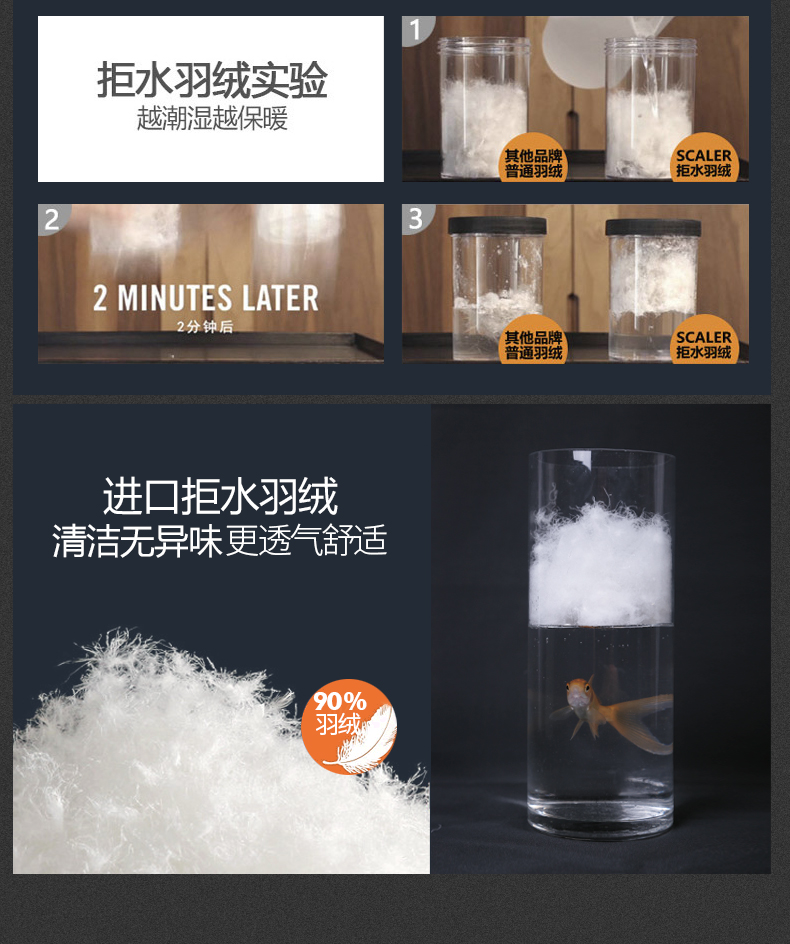 拒水羽绒实验
越潮湿越保暖
1
其他品牌
普通羽绒
SCALER
拒水羽绒
2
2 MINUTES LATER
2分钟后
3
其他品牌
普通羽绒
SCALER
拒水羽绒
进口拒水羽绒
清洁无异味 更透气舒适
90%
羽绒